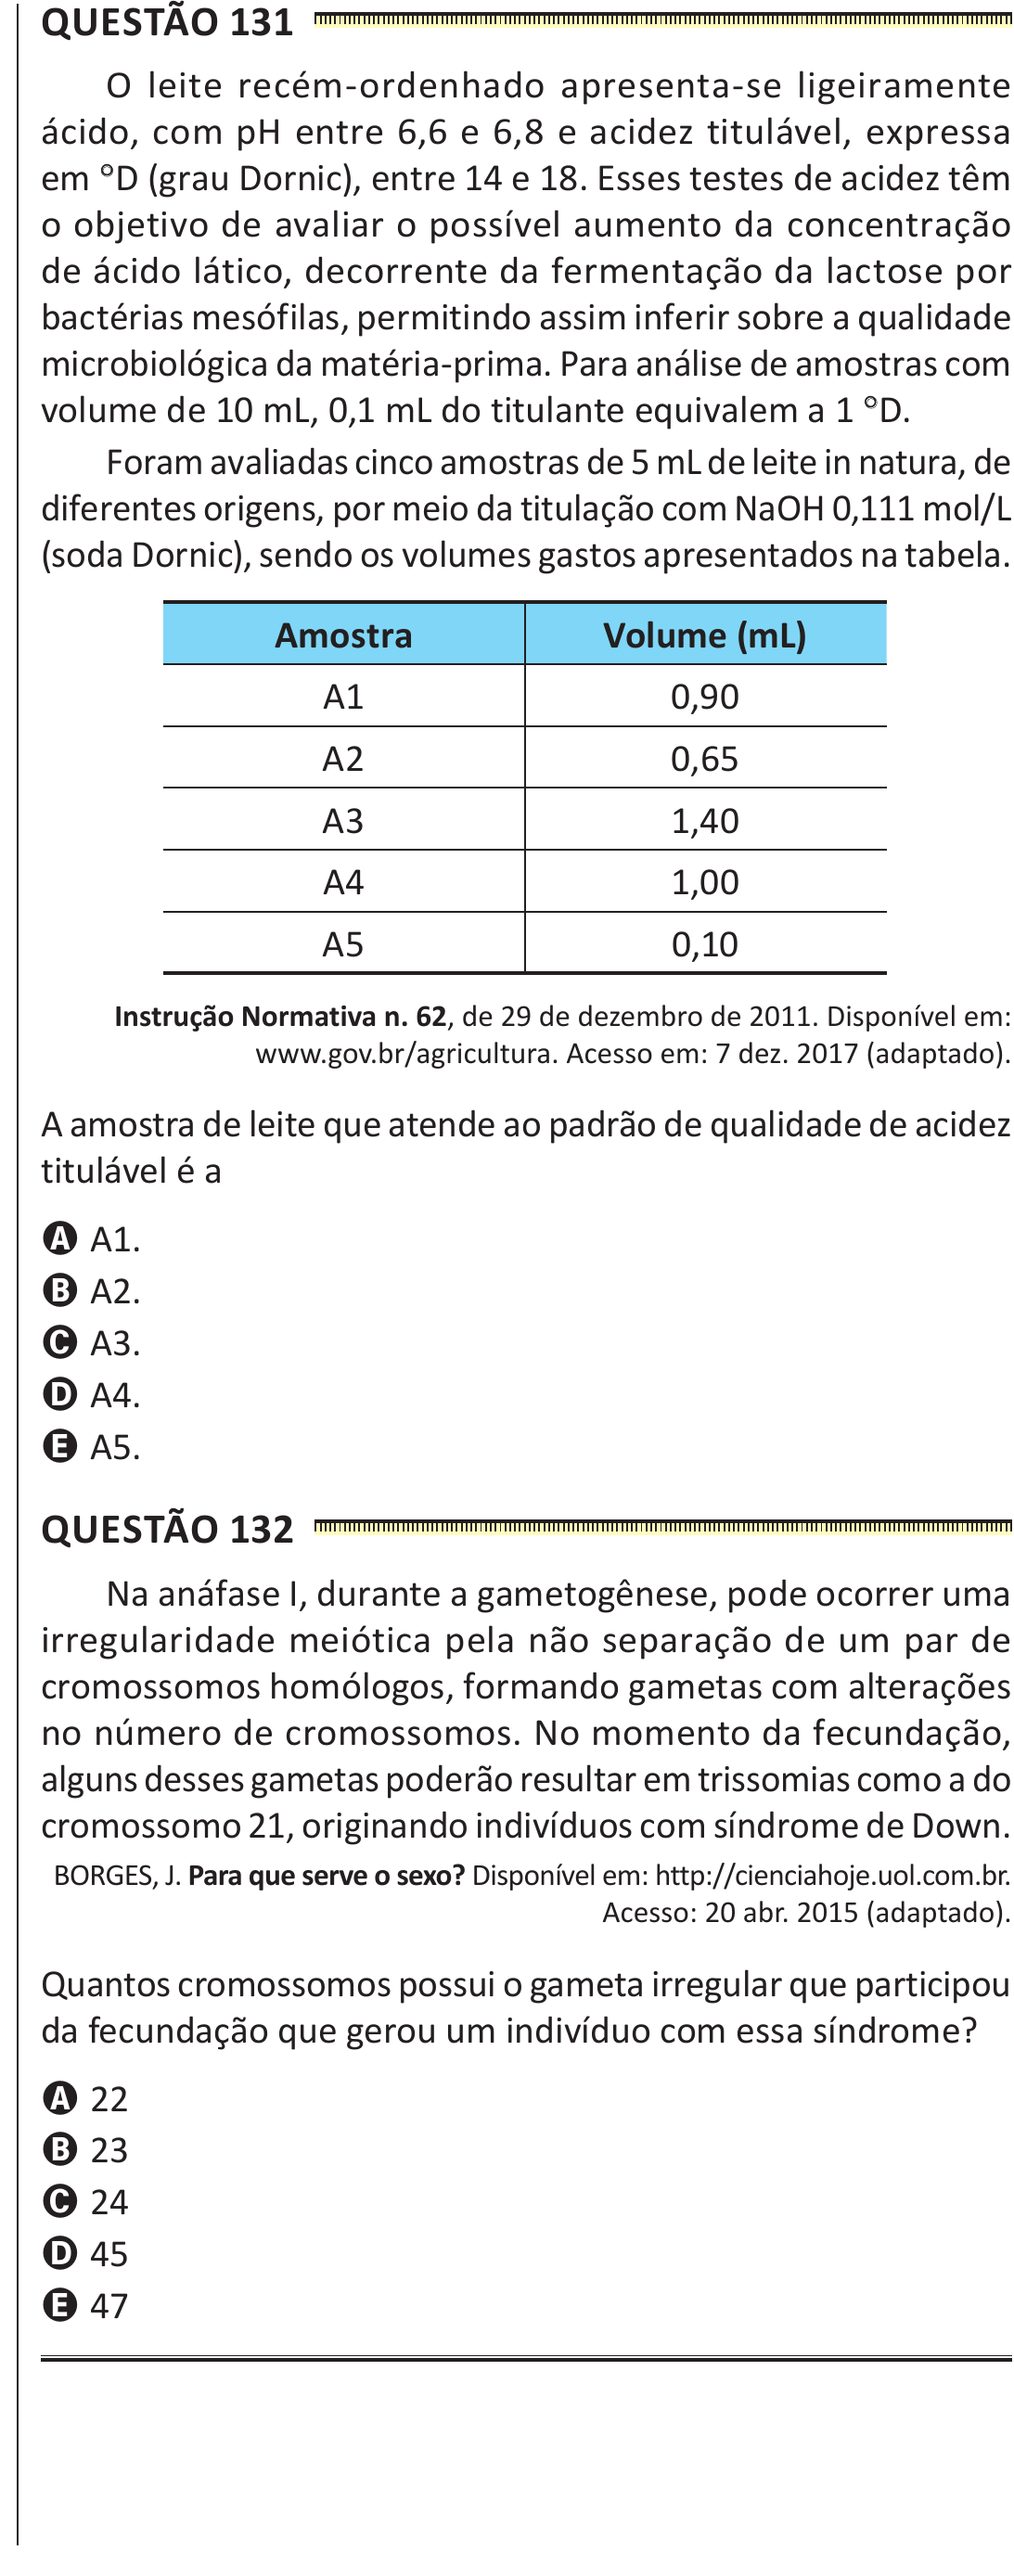 QUESTÃO 131
O leite recém-ordenhado apresenta-se ligeiramente
ácido, com pH entre 6,6 e 6,8 e acidez titulável, expressa
em °D (grau Dornic), entre 14 e 18. Esses testes de acidez têm
o objetivo de avaliar o possível aumento da concentração
de ácido lático, decorrente da fermentação da lactose por
bactérias mesófilas, permitindo assim inferir sobre a qualidade
microbiológica da matéria-prima. Para análise de amostras com
volume de 10 mL, 0,1 mL do titulante equivalem a 1 °D.
Foram avaliadas cinco amostras de 5 mL de leite in natura, de
diferentes origens, por meio da titulação com NaOH 0,111 mol/L
(soda Dornic), sendo os volumes gastos apresentados na tabela.
Amostra Volume (mL)
A1 0,90
A2 0,65
A3 1,40
A4 1,00
A5 0,10
Instrução Normativa n. 62, de 29 de dezembro de 2011. Disponível em:
www.gov.br/agricultura. Acesso em: 7 dez. 2017 (adaptado).
A amostra de leite que atende ao padrão de qualidade de acidez
titulável é a
A A1.
B A2.
C A3.
D A4.
E A5.
QUESTÃO 132
Na anáfase I, durante a gametogênese, pode ocorrer uma
irregularidade meiótica pela não separação de um par de
cromossomos homólogos, formando gametas com alterações
no número de cromossomos. No momento da fecundação,
alguns desses gametas poderão resultar em trissomias como a do
cromossomo 21, originando indivíduos com síndrome de Down.
BORGES, J. Para que serve o sexo? Disponível em: http://cienciahoje.uol.com.br.
Acesso: 20 abr. 2015 (adaptado).
Quantos cromossomos possui o gameta irregular que participou
da fecundação que gerou um indivíduo com essa síndrome?
A 22
B 23
C 24
D 45
E 47